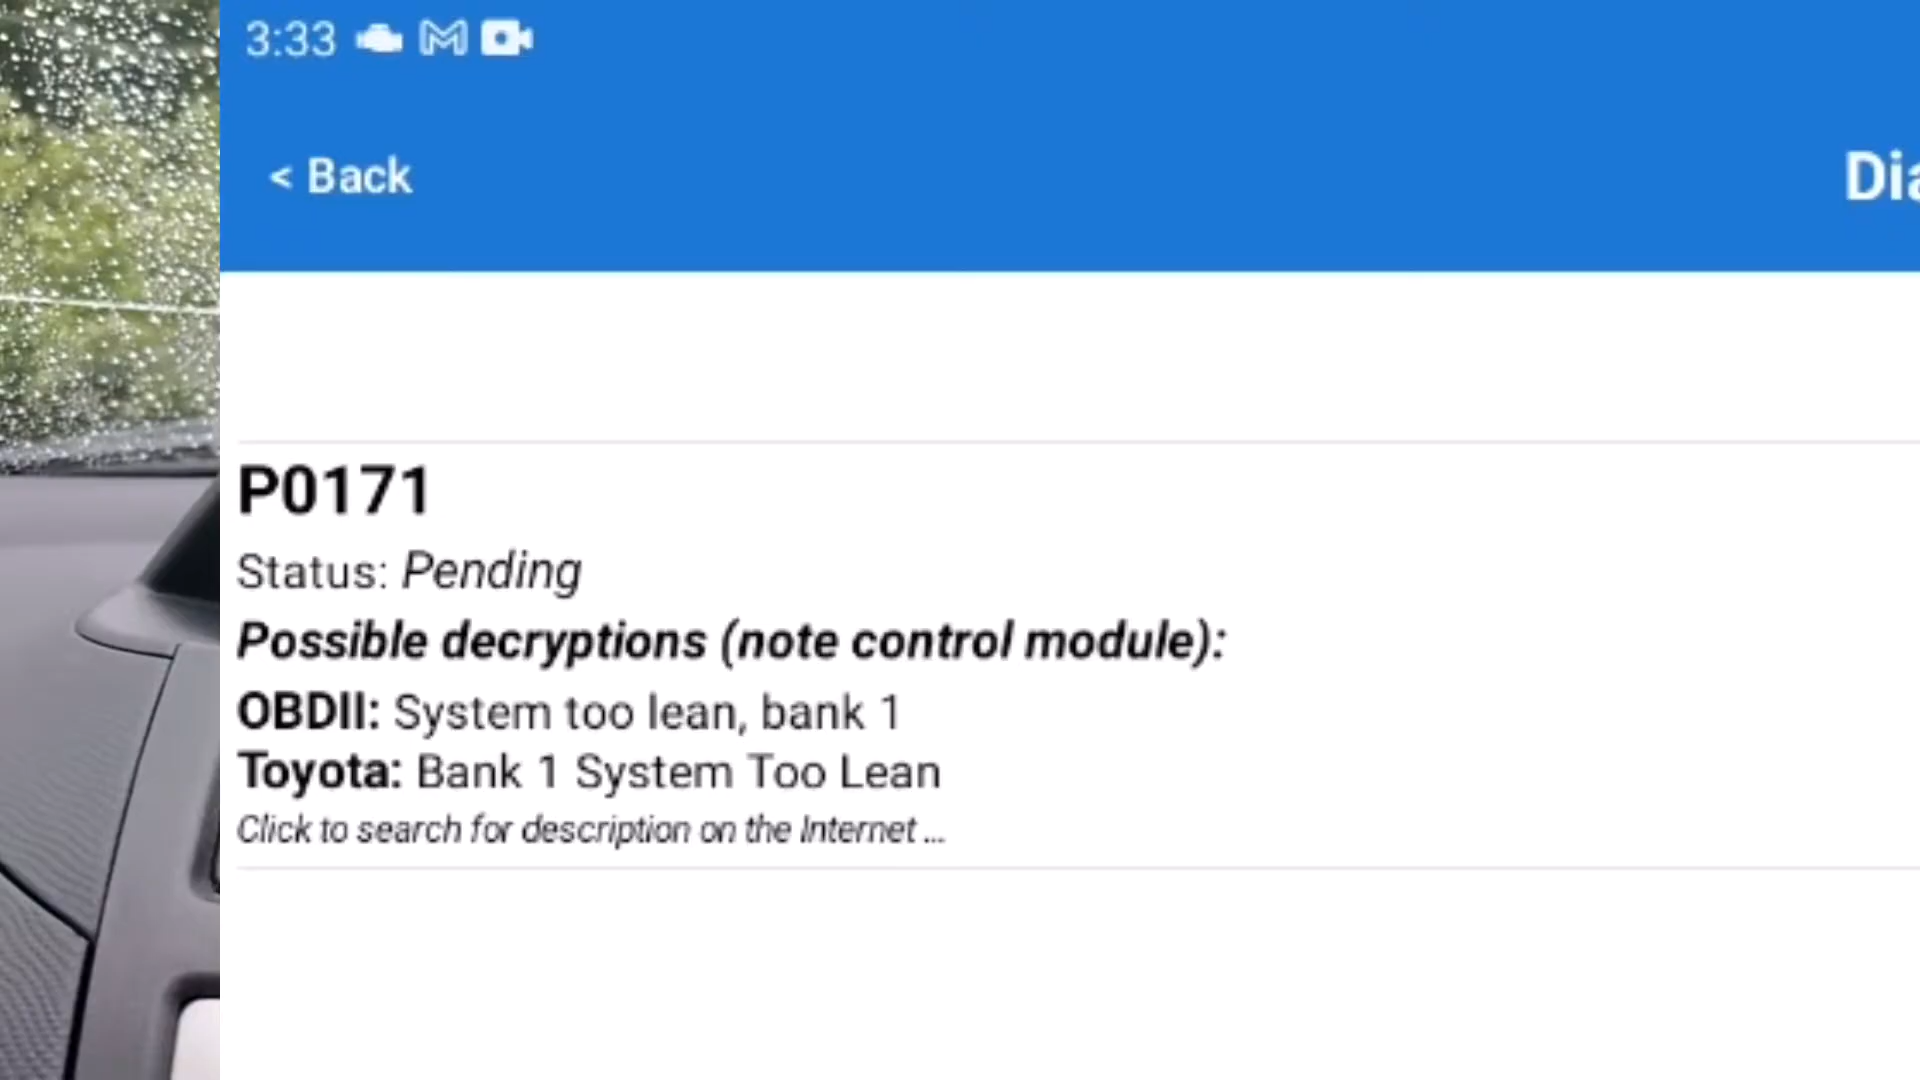 3:33
< Back
Dia
P0171
Status: Pending
Possible decryptions (note control module):
OBDII: System too lean, bank 1
Toyota: Bank 1 System Too Lean
Click to search for description on the Internet ...